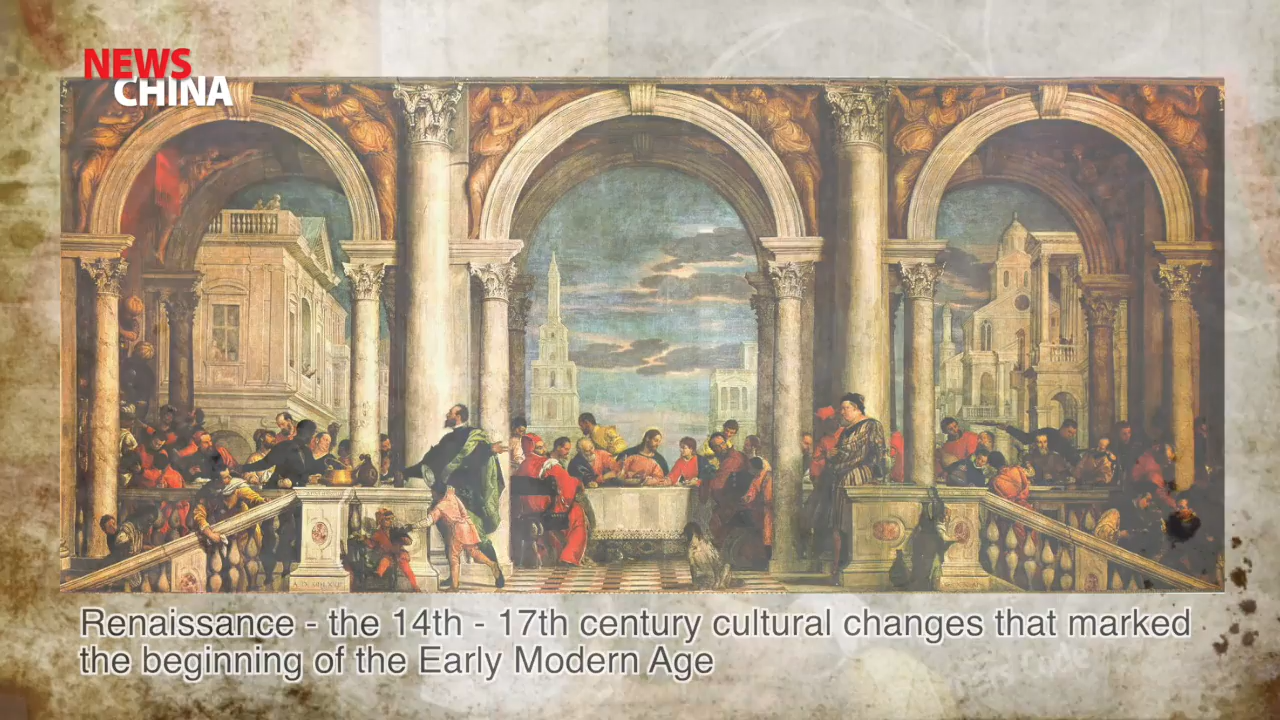 NEWS
CHINA
Renaissance - the 14th - 17th century cultural changes that marked
the beginning of the Early Modern Age